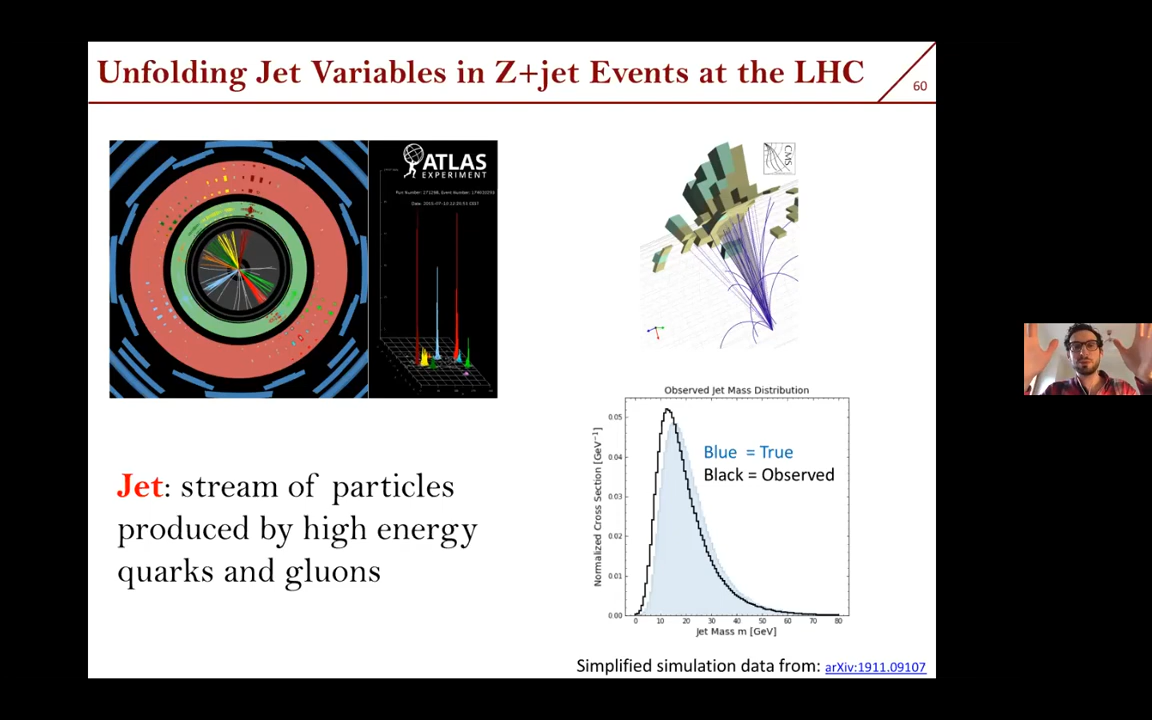 Unfolding Jet Variables in Z+jet Events at the LHC
60
ATLAS
EXPERIMENT
CMS
Jet: stream of particles
produced by high energy
quarks and gluons
Observed Jet Mass Distribution
Blue = True
Black = Observed
Normalized Cross Section [GeV⁻¹]
0.05
0.04
0.03
0.02
0.01
0.00
0 10 20 30 40 50 60 70 80
Jet Mass m [GeV]
Simplified simulation data from: arXiv:1911.09107